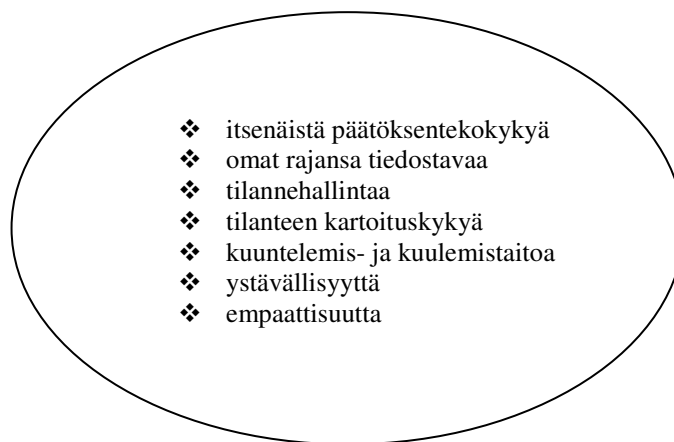 ❖ itsenäistä päätöksentekokykyä
❖ omat rajansa tiedostavaa
❖ tilannehallintaa
❖ tilanteen kartoituskykyä
❖ kuuntelemis- ja kuulemistaitoa
❖ ystävällisyyttä
❖ empaattisuutta